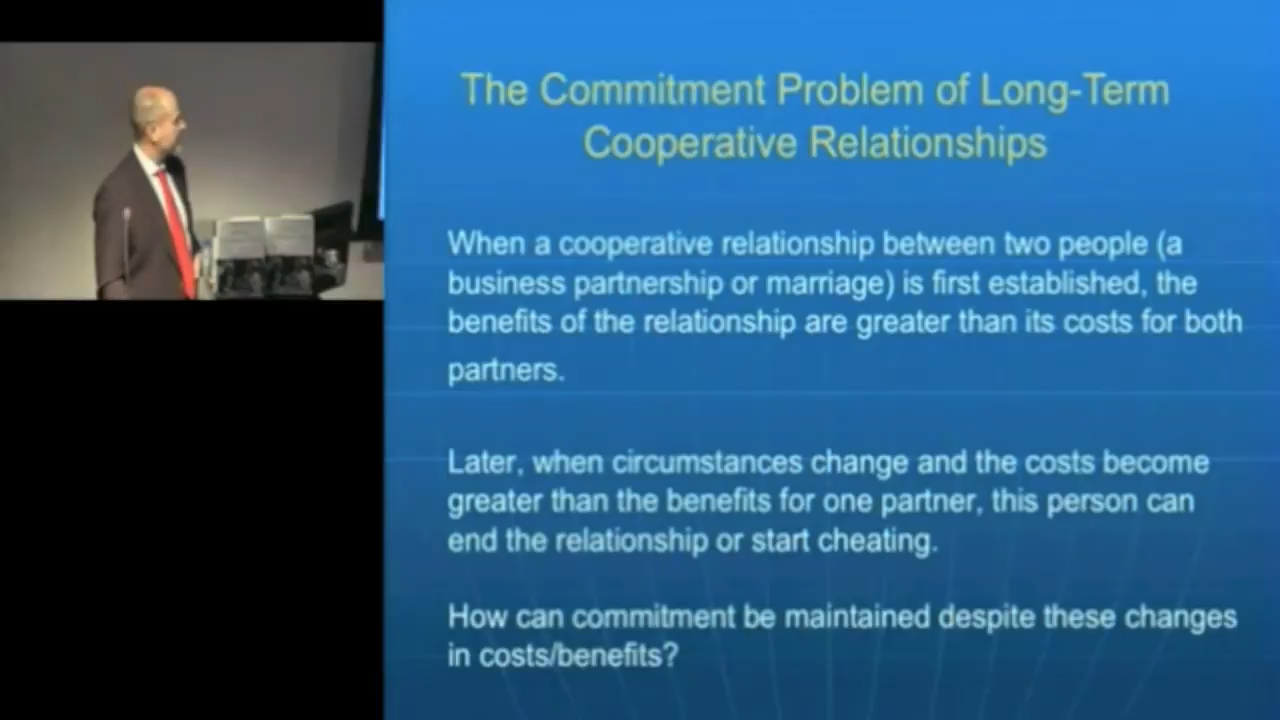 The Commitment Problem of Long-Term
Cooperative Relationships
When a cooperative relationship between two people (a
business partnership or marriage) is first established, the
benefits of the relationship are greater than its costs for both
partners.
Later, when circumstances change and the costs become
greater than the benefits for one partner, this person can
end the relationship or start cheating.
How can commitment be maintained despite these changes
in costs/benefits?